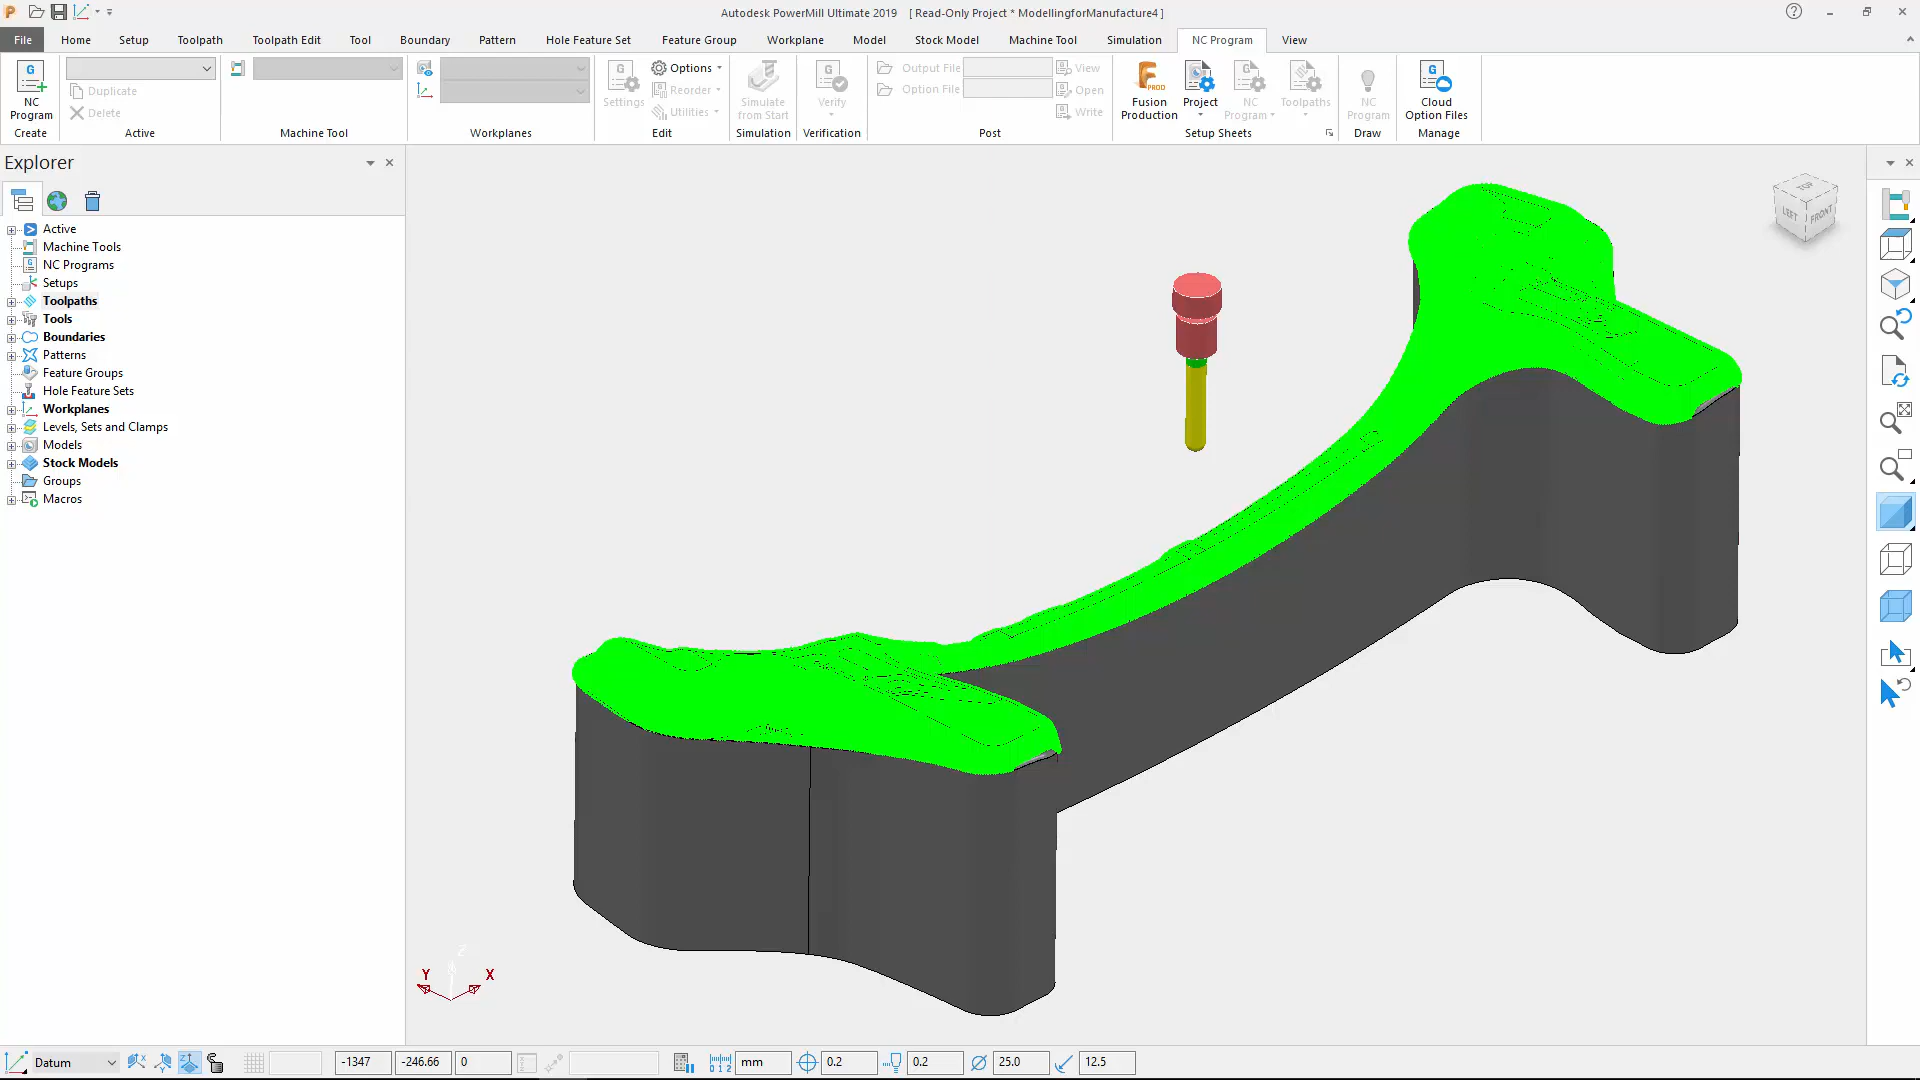 Autodesk PowerMill Ultimate 2019 [ Read-Only Project * ModellingforManufacture4 ]
File Home Setup Toolpath Toolpath Edit Tool Boundary Pattern Hole Feature Set Feature Group Workplane Model Stock Model Machine Tool Simulation NC Program View
Options View
Output File
Duplicate Reorder Option File Open
NC Settings Simulate Verify Fusion Project NC Toolpaths NC Cloud
Program Delete Utilities from Start Write Production Program Program Option Files
Create Active Machine Tool Workplanes Edit Simulation Verification Post Setup Sheets Draw Manage
Explorer
Active
Machine Tools
NC Programs
Setups
Toolpaths
Tools
Boundaries
Patterns
Feature Groups
Hole Feature Sets
Workplanes
Levels, Sets and Clamps
Models
Stock Models
Groups
Macros
TOP
LEFT FRONT
Z
Y X
Datum -1347 -246.66 0 mm 0.2 0.2 25.0 12.5